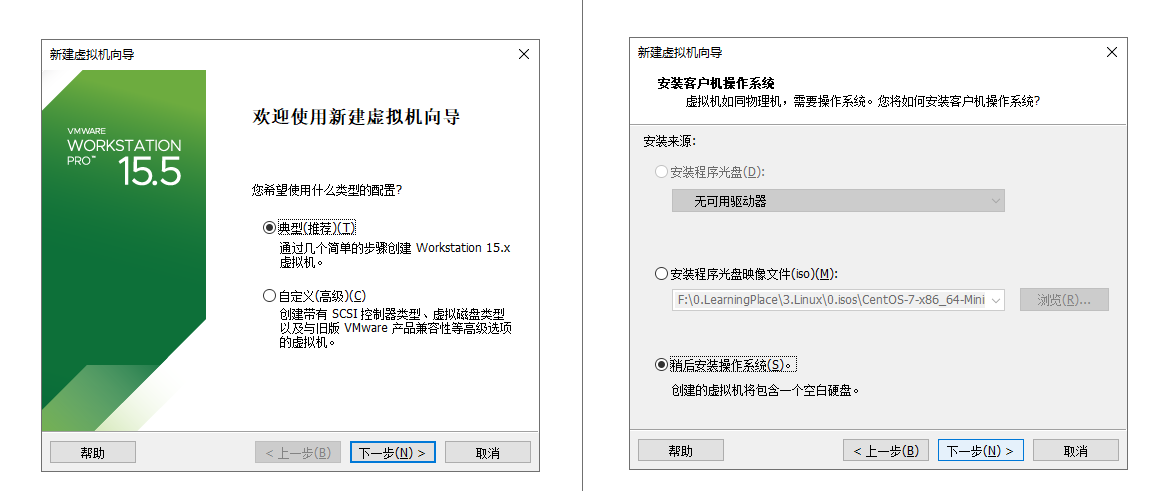 新建虚拟机向导
VMWARE
WORKSTATION
PRO™ 15.5
欢迎使用新建虚拟机向导
您希望使用什么类型的配置?
典型(推荐)(T)
通过几个简单的步骤创建 Workstation 15.x
虚拟机。
自定义(高级)(C)
创建带有 SCSI 控制器类型、虚拟磁盘类型
以及与旧版 VMware 产品兼容性等高级选项
的虚拟机。
帮助
< 上一步(B)
下一步(N) >
取消
新建虚拟机向导
安装客户机操作系统
虚拟机如同物理机，需要操作系统。您将如何安装客户机操作系统?
安装来源:
安装程序光盘(D):
无可用驱动器
安装程序光盘映像文件(iso)(M):
F:\0.LearningPlace\3.Linux\0.isos\CentOS-7-x86_64-Mini
浏览(R)...
稍后安装操作系统(S)。
创建的虚拟机将包含一个空白硬盘。
帮助
< 上一步(B)
下一步(N) >
取消